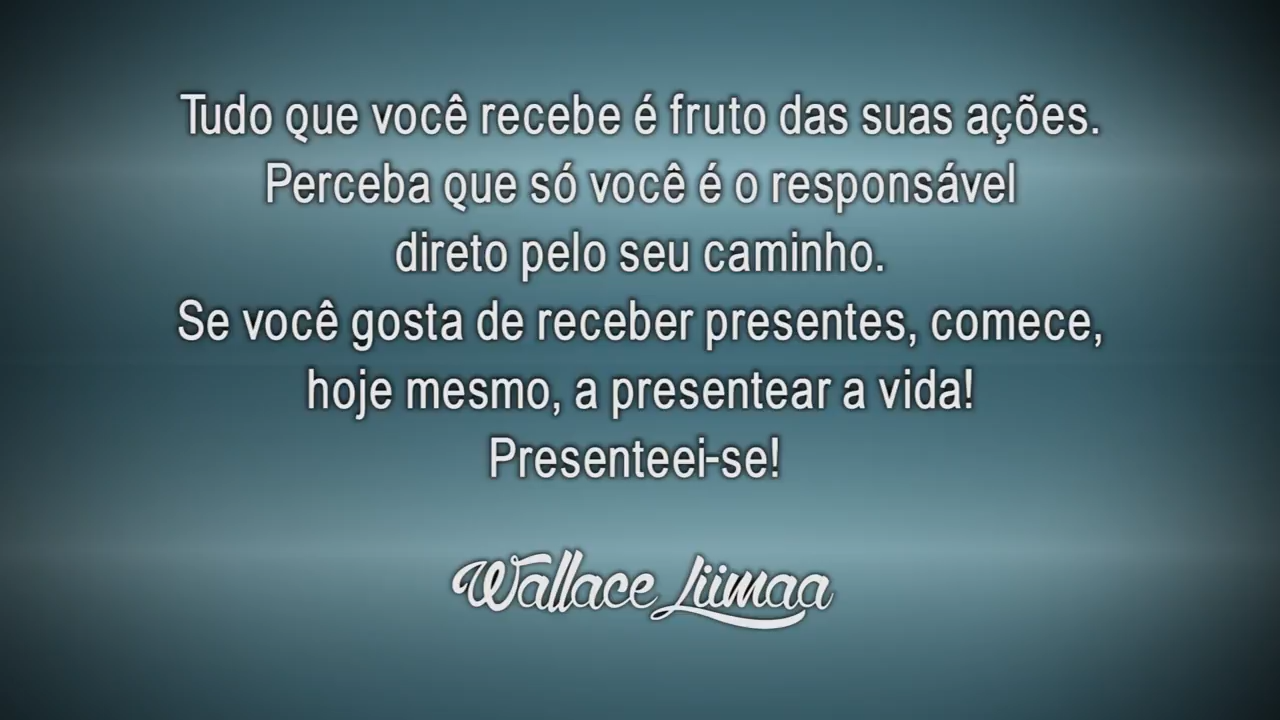 Tudo que você recebe é fruto das suas ações.
Perceba que só você é o responsável
direto pelo seu caminho.
Se você gosta de receber presentes, comece,
hoje mesmo, a presentear a vida!
Presenteei-se!
Wallace Liimaa